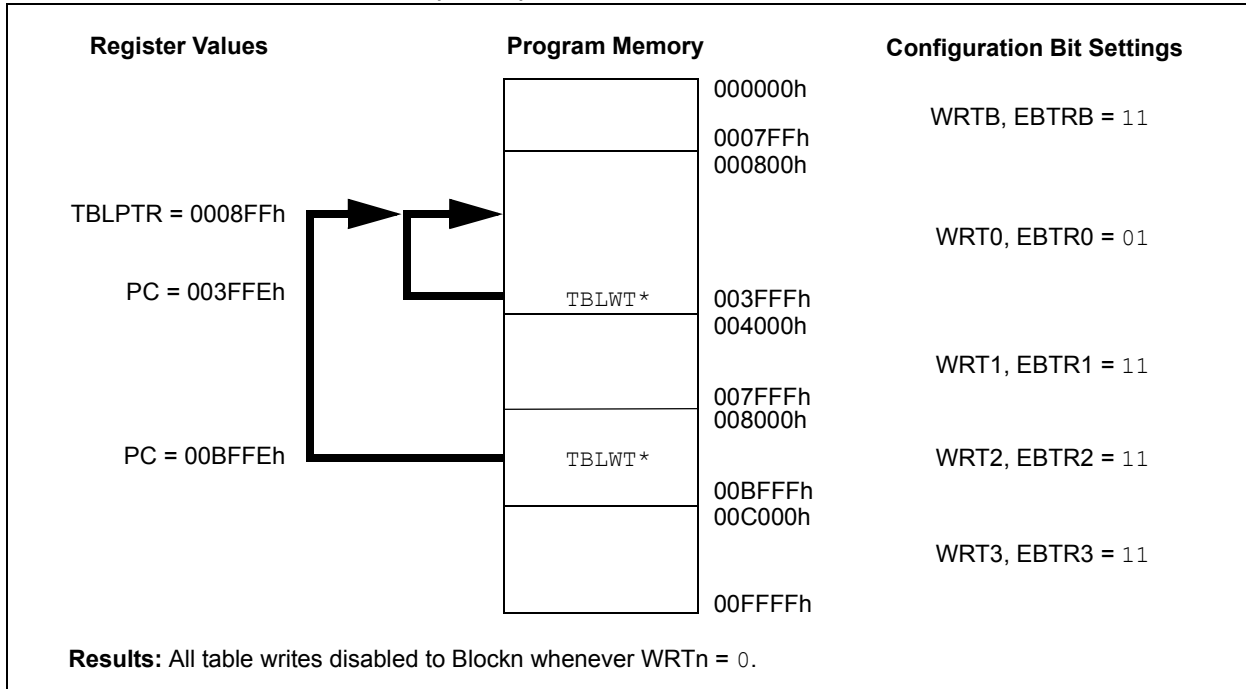 Register Values Program Memory Configuration Bit Settings
000000h
WRTB, EBTRB = 11
0007FFh
000800h
TBLPTR = 0008FFh
WRT0, EBTR0 = 01
PC = 003FFEh TBLWT* 003FFFh
004000h
WRT1, EBTR1 = 11
007FFFh
008000h
PC = 00BFFEh TBLWT* WRT2, EBTR2 = 11
00BFFFh
00C000h
WRT3, EBTR3 = 11
00FFFFh
Results: All table writes disabled to Blockn whenever WRTn = 0.